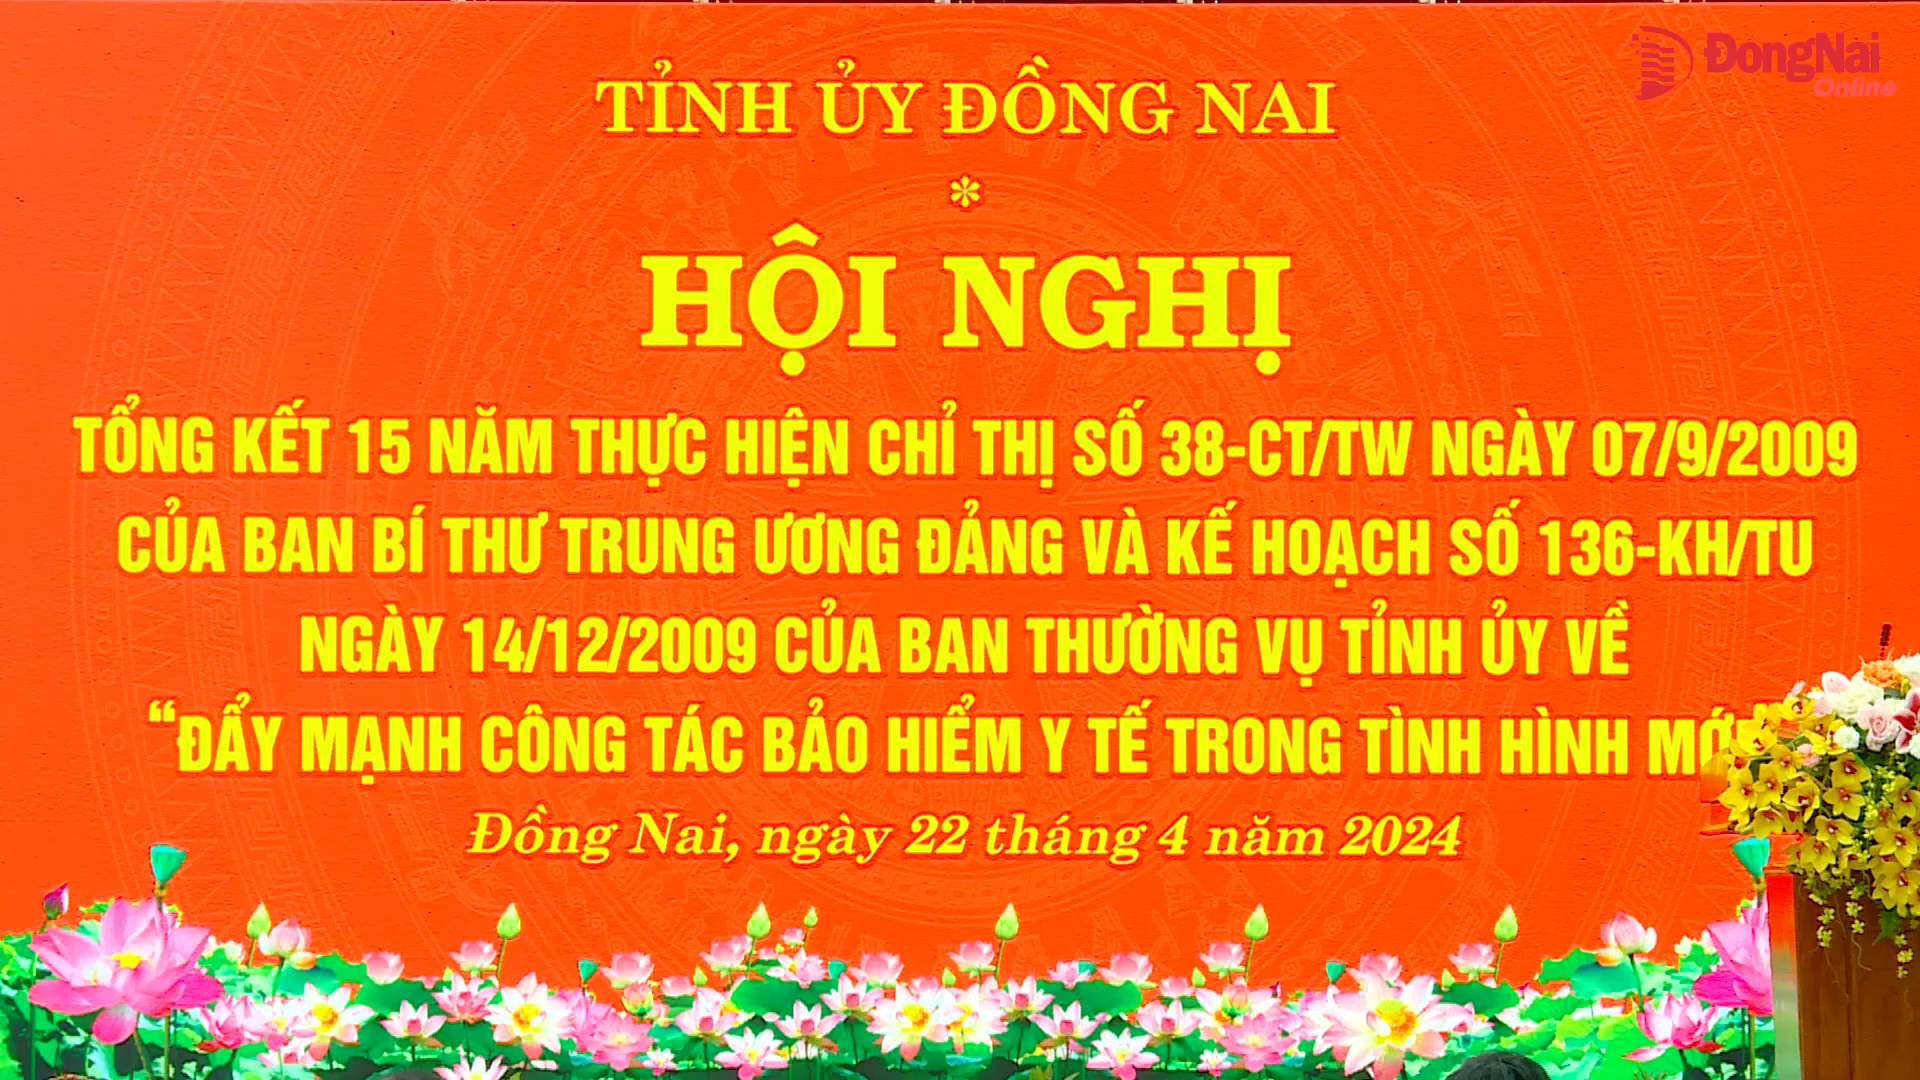 ĐongNai
Online
TỈNH ỦY ĐỒNG NAI
*
HỘI NGHỊ
TỔNG KẾT 15 NĂM THỰC HIỆN CHỈ THỊ SỐ 38-CT/TW NGÀY 07/9/2009
CỦA BAN BÍ THƯ TRUNG ƯƠNG ĐẢNG VÀ KẾ HOẠCH SỐ 136-KH/TU
NGÀY 14/12/2009 CỦA BAN THƯỜNG VỤ TỈNH ỦY VỀ
“ĐẨY MẠNH CÔNG TÁC BẢO HIỂM Y TẾ TRONG TÌNH HÌNH MỚI”
Đồng Nai, ngày 22 tháng 4 năm 2024